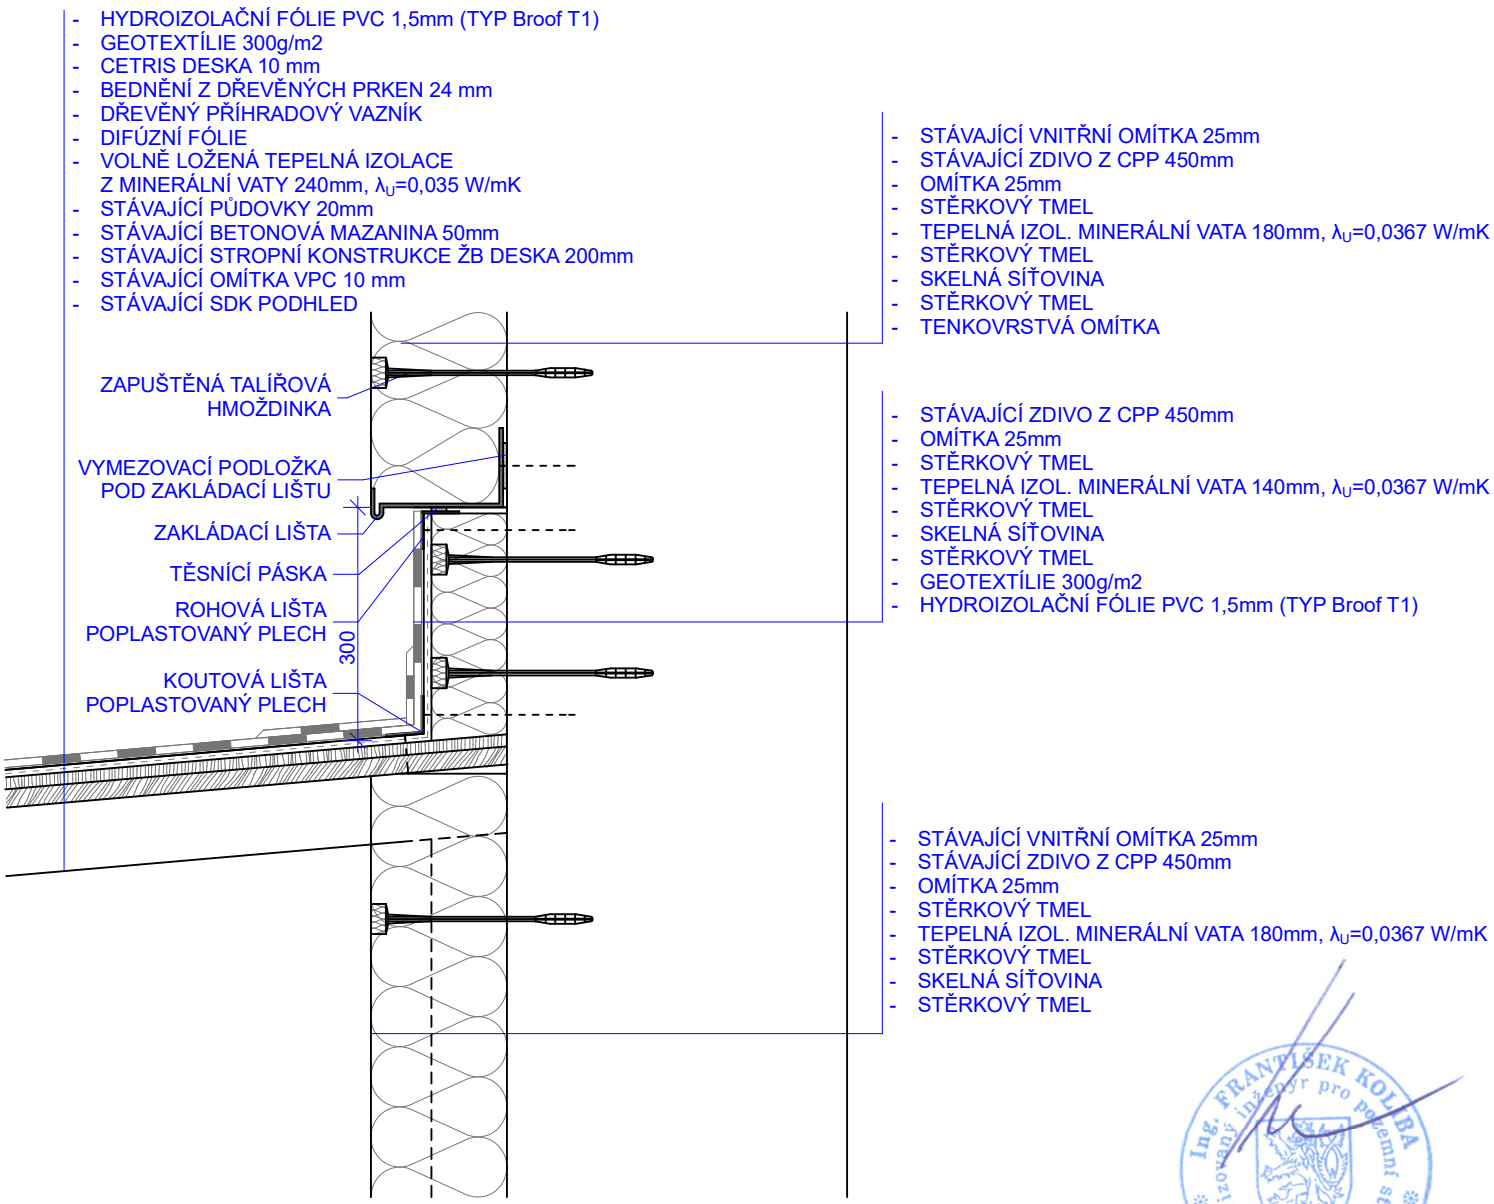 - HYDROIZOLAČNÍ FÓLIE PVC 1,5mm (TYP Broof T1)
- GEOTEXTÍLIE 300g/m2
- CETRIS DESKA 10 mm
- BEDNĚNÍ Z DŘEVĚNÝCH PRKEN 24 mm
- DŘEVĚNÝ PŘÍHRADOVÝ VAZNÍK
- DIFÚZNÍ FÓLIE
- VOLNĚ LOŽENÁ TEPELNÁ IZOLACE
Z MINERÁLNÍ VATY 240mm, λU=0,035 W/mK
- STÁVAJÍCÍ PŮDOVKY 20mm
- STÁVAJÍCÍ BETONOVÁ MAZANINA 50mm
- STÁVAJÍCÍ STROPNÍ KONSTRUKCE ŽB DESKA 200mm
- STÁVAJÍCÍ OMÍTKA VPC 10 mm
- STÁVAJÍCÍ SDK PODHLED
- STÁVAJÍCÍ VNITŘNÍ OMÍTKA 25mm
- STÁVAJÍCÍ ZDIVO Z CPP 450mm
- OMÍTKA 25mm
- STĚRKOVÝ TMEL
- TEPELNÁ IZOL. MINERÁLNÍ VATA 180mm, λU=0,0367 W/mK
- STĚRKOVÝ TMEL
- SKELNÁ SÍŤOVINA
- STĚRKOVÝ TMEL
- TENKOVRSTVÁ OMÍTKA
ZAPUŠTĚNÁ TALÍŘOVÁ
HMOŽDINKA
VYMEZOVACÍ PODLOŽKA
POD ZAKLÁDACÍ LIŠTU
ZAKLÁDACÍ LIŠTA
TĚSNÍCÍ PÁSKA
ROHOVÁ LIŠTA
POPLASTOVANÝ PLECH
300
KOUTOVÁ LIŠTA
POPLASTOVANÝ PLECH
- STÁVAJÍCÍ ZDIVO Z CPP 450mm
- OMÍTKA 25mm
- STĚRKOVÝ TMEL
- TEPELNÁ IZOL. MINERÁLNÍ VATA 140mm, λU=0,0367 W/mK
- STĚRKOVÝ TMEL
- SKELNÁ SÍŤOVINA
- STĚRKOVÝ TMEL
- GEOTEXTÍLIE 300g/m2
- HYDROIZOLAČNÍ FÓLIE PVC 1,5mm (TYP Broof T1)
- STÁVAJÍCÍ VNITŘNÍ OMÍTKA 25mm
- STÁVAJÍCÍ ZDIVO Z CPP 450mm
- OMÍTKA 25mm
- STĚRKOVÝ TMEL
- TEPELNÁ IZOL. MINERÁLNÍ VATA 180mm, λU=0,0367 W/mK
- STĚRKOVÝ TMEL
- SKELNÁ SÍŤOVINA
- STĚRKOVÝ TMEL
Ing. FRANTIŠEK KOLIBA
inženýr pro pozemní